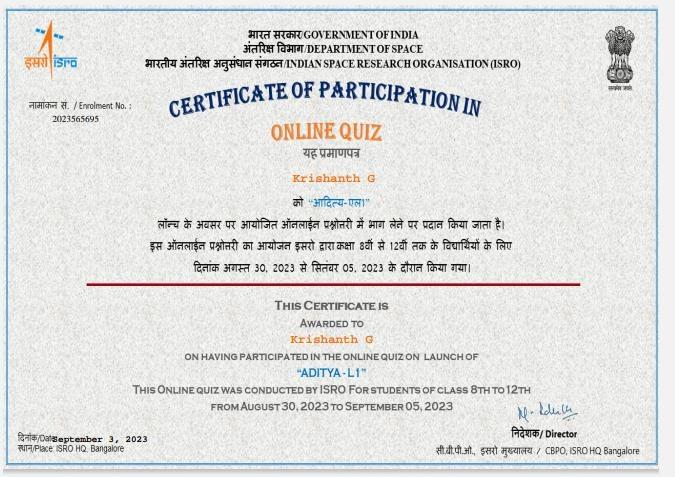 भारत सरकार/GOVERNMENT OF INDIA
अंतरिक्ष विभाग/DEPARTMENT OF SPACE
भारतीय अंतरिक्ष अनुसंधान संगठन/INDIAN SPACE RESEARCH ORGANISATION (ISRO)
इसरो isro
सत्यमेव जयते
नामांकन सं. / Enrolment No. :
2023565695
CERTIFICATE OF PARTICIPATION IN
ONLINE QUIZ
यह प्रमाणपत्र
Krishanth G
को “आदित्य-एल1”
लॉन्च के अवसर पर आयोजित ऑनलाईन प्रश्नोत्तरी में भाग लेने पर प्रदान किया जाता है।
इस ऑनलाईन प्रश्नोत्तरी का आयोजन इसरो द्वारा कक्षा 8वीं से 12वीं तक के विद्यार्थियों के लिए
दिनांक अगस्त 30, 2023 से सितंबर 05, 2023 के दौरान किया गया।
THIS CERTIFICATE IS
AWARDED TO
Krishanth G
ON HAVING PARTICIPATED IN THE ONLINE QUIZ ON LAUNCH OF
“ADITYA-L1”
THIS ONLINE QUIZ WAS CONDUCTED BY ISRO FOR STUDENTS OF CLASS 8TH TO 12TH
FROM AUGUST 30, 2023 TO SEPTEMBER 05, 2023
निदेशक/ Director
दिनांक/Date September 3, 2023
स्थान/Place: ISRO HQ, Bangalore
सी.बी.पी.ओ., इसरो मुख्यालय / CBPO, ISRO HQ Bangalore